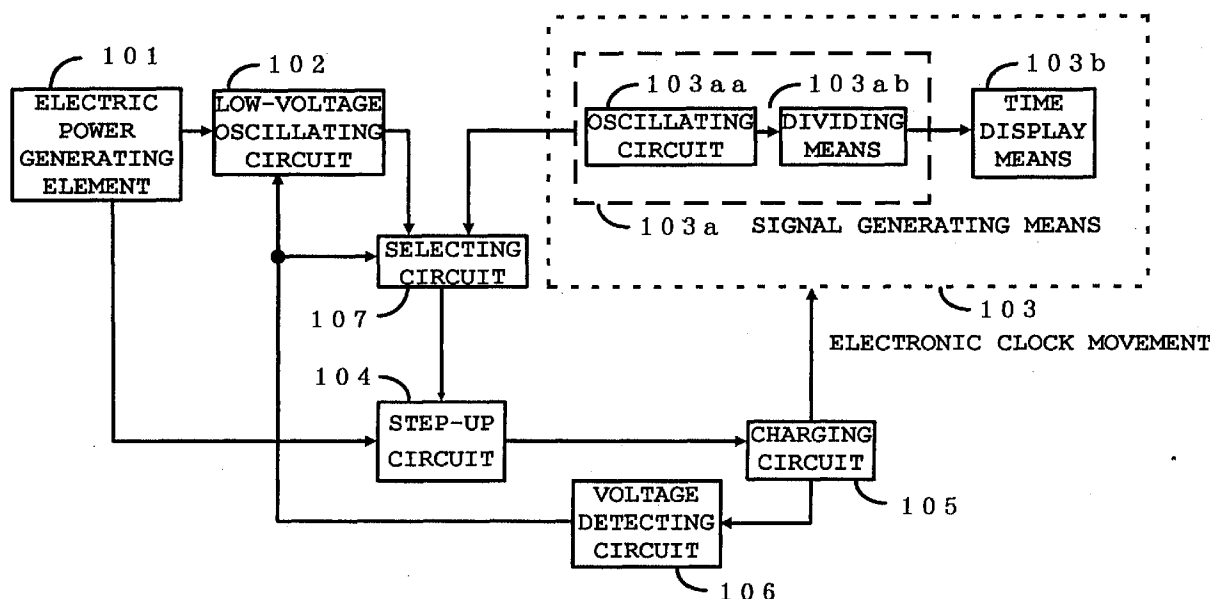 101
ELECTRIC
POWER
GENERATING
ELEMENT
102
LOW-VOLTAGE
OSCILLATING
CIRCUIT
103aa
OSCILLATING
CIRCUIT
103ab
DIVIDING
MEANS
103b
TIME
DISPLAY
MEANS
103a SIGNAL GENERATING MEANS
SELECTING
CIRCUIT
107
103
ELECTRONIC CLOCK MOVEMENT
104
STEP-UP
CIRCUIT
CHARGING
CIRCUIT
105
VOLTAGE
DETECTING
CIRCUIT
106